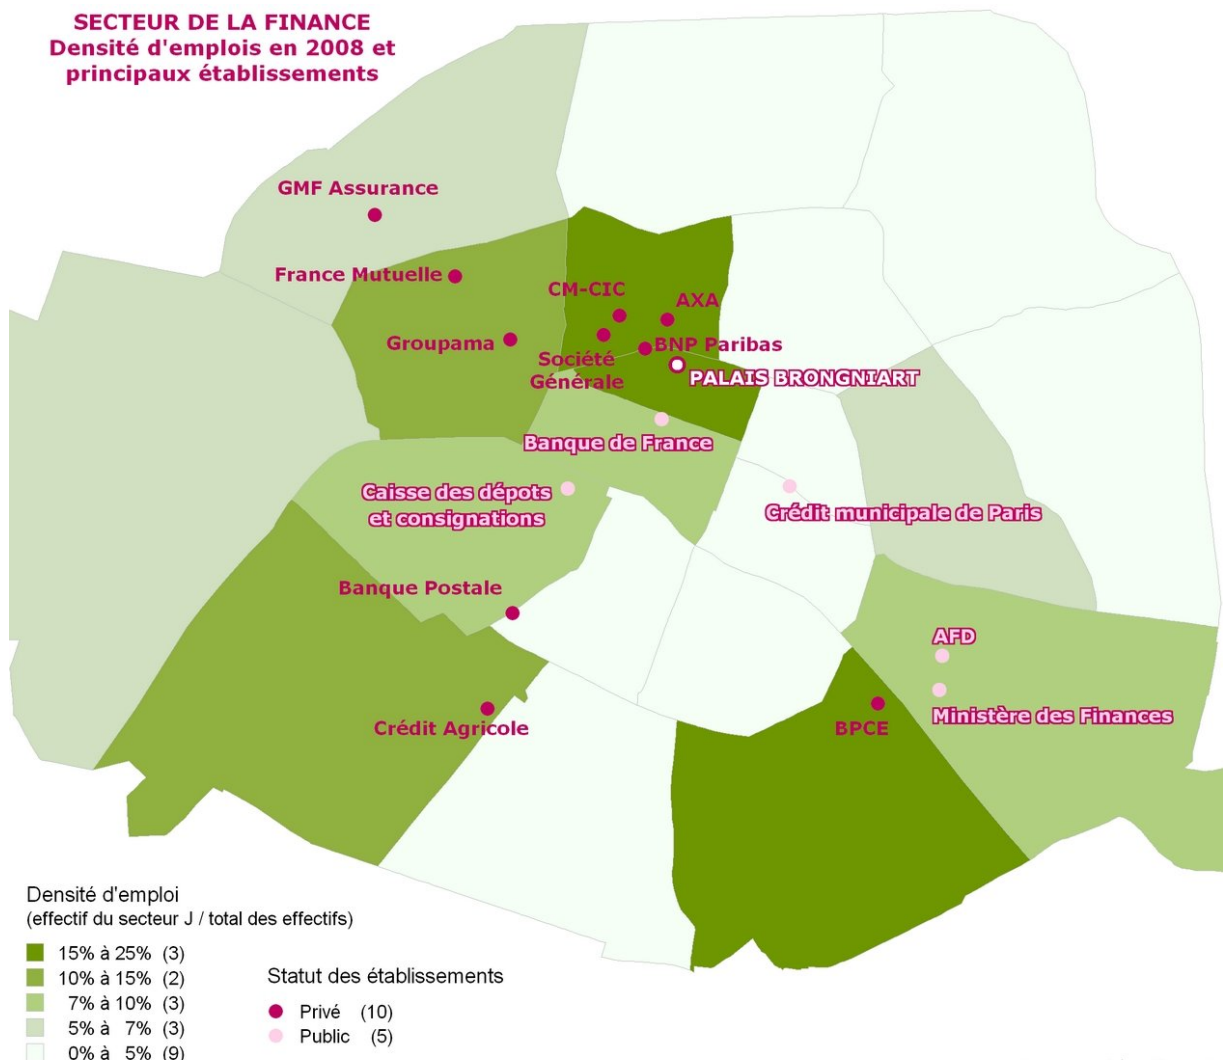 SECTEUR DE LA FINANCE
Densité d'emplois en 2008 et
principaux établissements
GMF Assurance
France Mutuelle
CM-CIC
AXA
Groupama
Société
Générale
BNP Paribas
PALAIS BRONGNIART
Banque de France
Caisse des dépots
et consignations
Crédit municipale de Paris
Banque Postale
AFD
Ministère des Finances
Crédit Agricole
BPCE
Densité d'emploi
(effectif du secteur J / total des effectifs)
15% à 25% (3)
10% à 15% (2)
7% à 10% (3)
5% à 7% (3)
0% à 5% (9)
Statut des établissements
Privé (10)
Public (5)